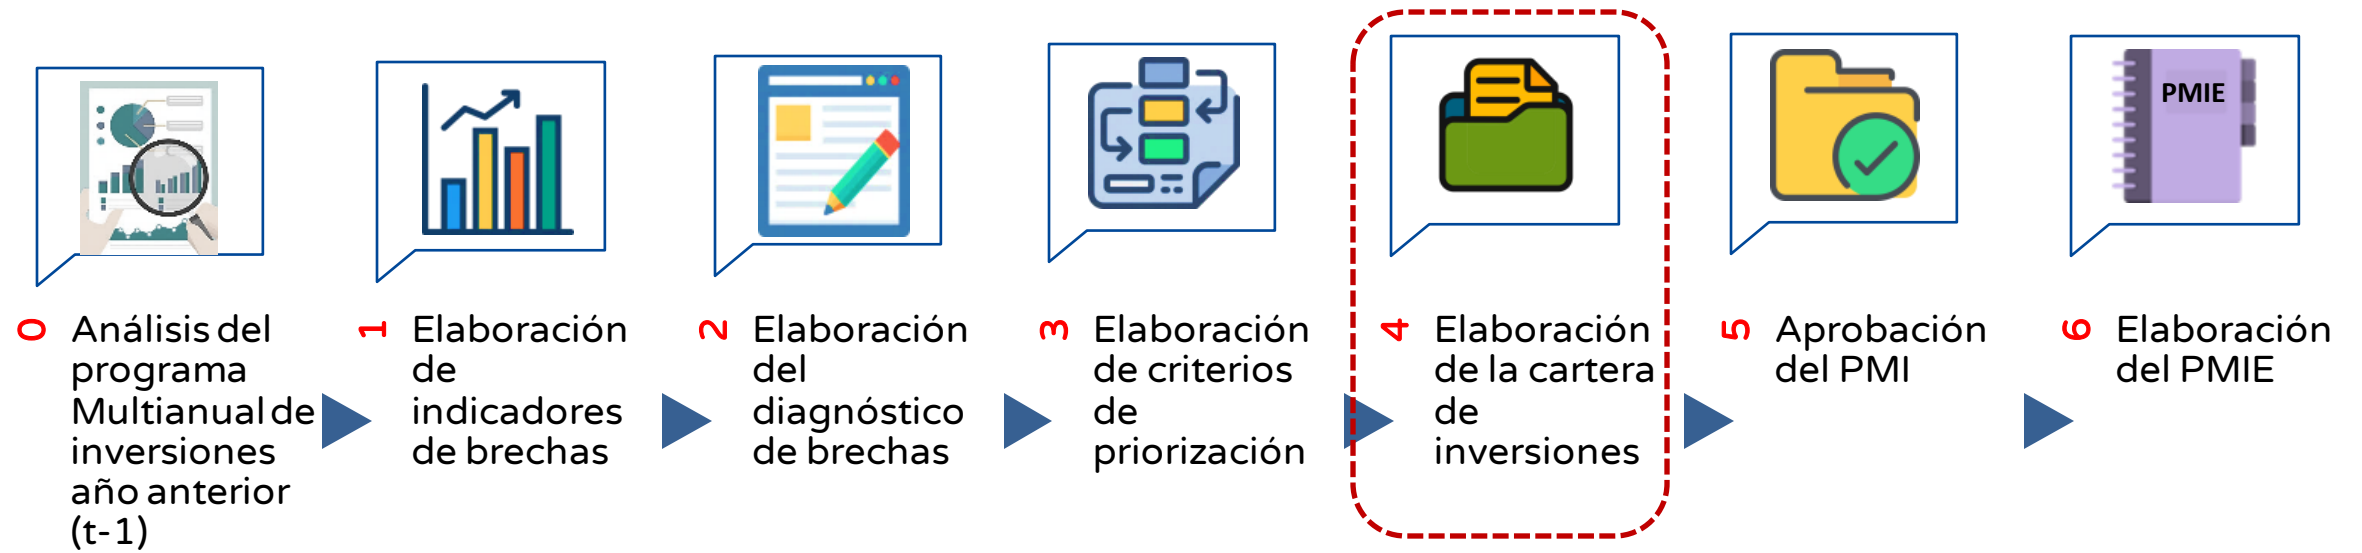 PMIE
0
Análisis del
programa
Multianual de
inversiones
año anterior
(t-1)
1
Elaboración
de
indicadores
de brechas
2
Elaboración
del
diagnóstico
de brechas
3
Elaboración
de criterios
de
priorización
4
Elaboración
de la cartera
de
inversiones
5
Aprobación
del PMI
6
Elaboración
del PMIE